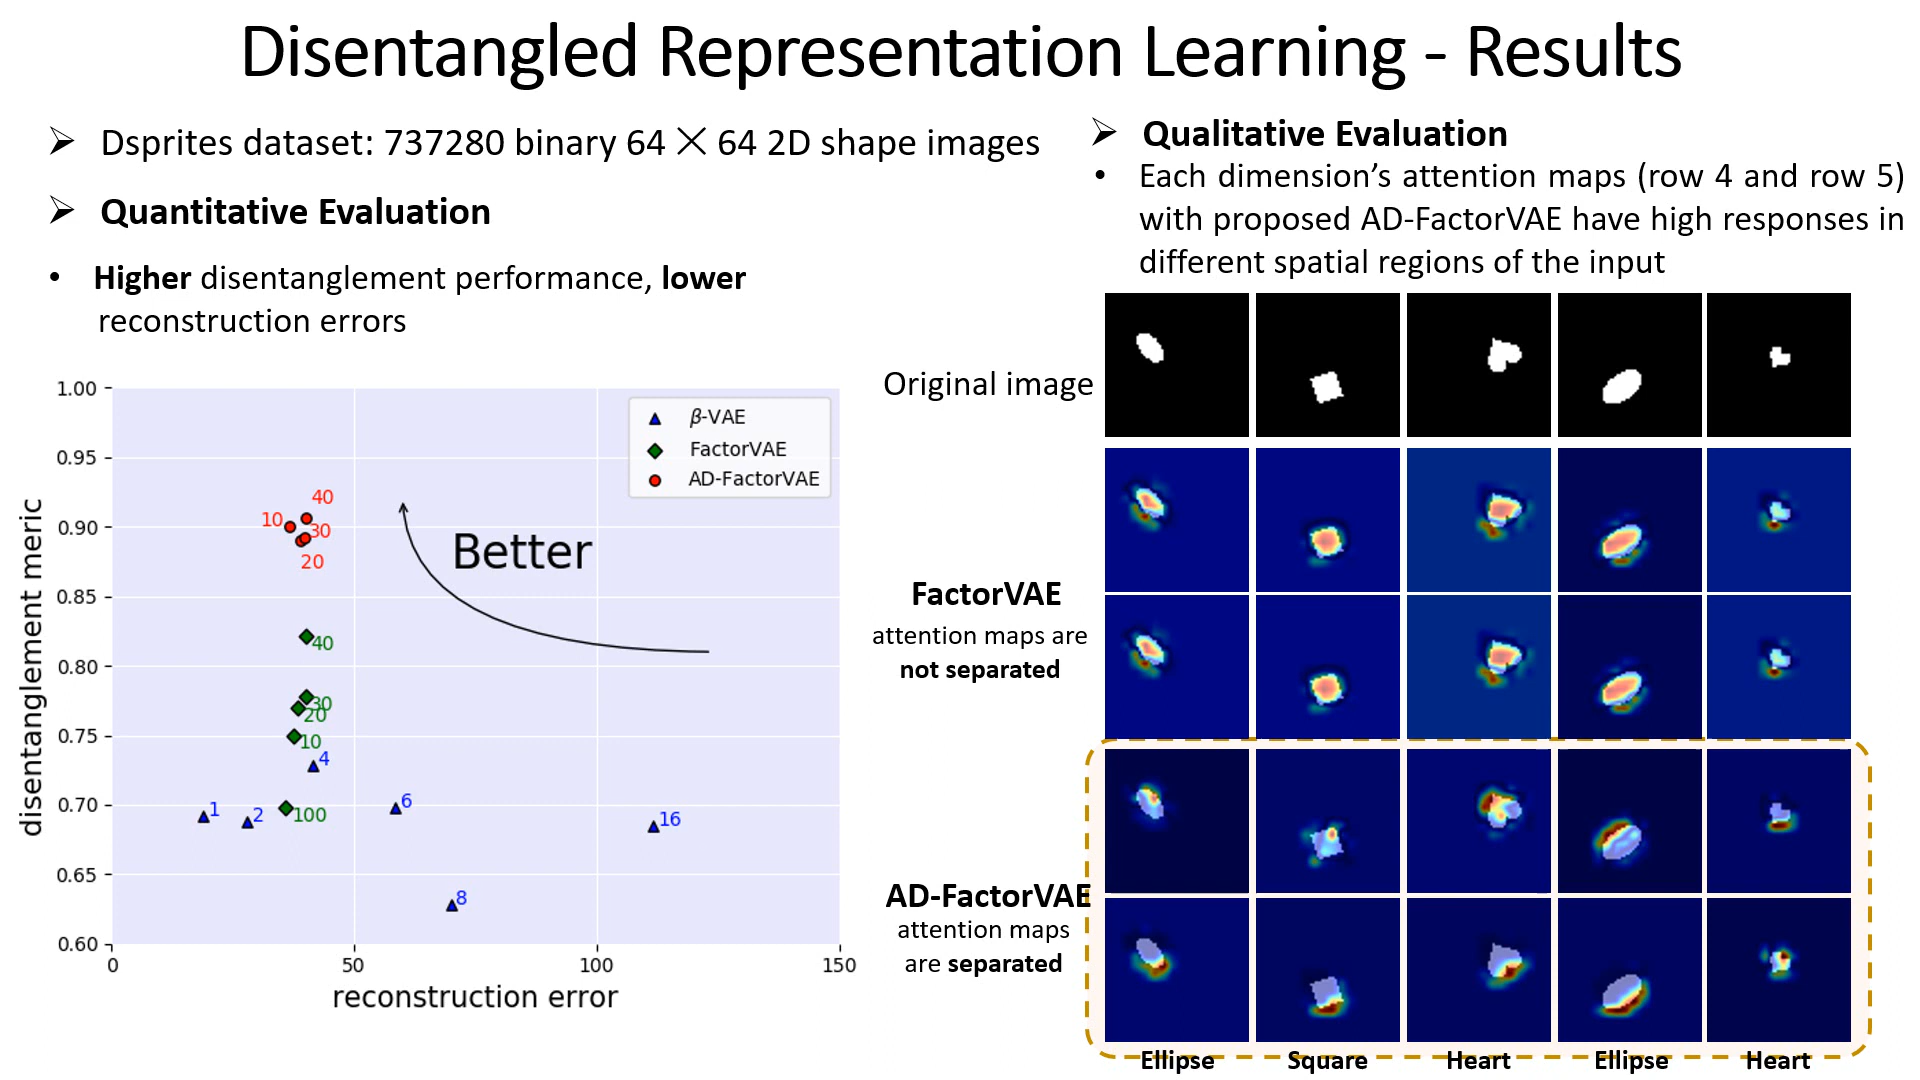 Disentangled Representation Learning - Results
➢ Dsprites dataset: 737280 binary 64 ✕ 64 2D shape images
➢ Quantitative Evaluation
• Higher disentanglement performance, lower
reconstruction errors
1.00
0.95
0.90
0.85
0.80
0.75
0.70
0.65
0.60
0
50
100
150
disentanglement meric
reconstruction error
β-VAE
FactorVAE
AD-FactorVAE
Better
40
10
30
20
40
30
20
10
4
100
1
2
6
16
8
➢ Qualitative Evaluation
• Each dimension’s attention maps (row 4 and row 5)
with proposed AD-FactorVAE have high responses in
different spatial regions of the input
Original image
FactorVAE
attention maps are
not separated
AD-FactorVAE
attention maps
are separated
Ellipse
Square
Heart
Ellipse
Heart